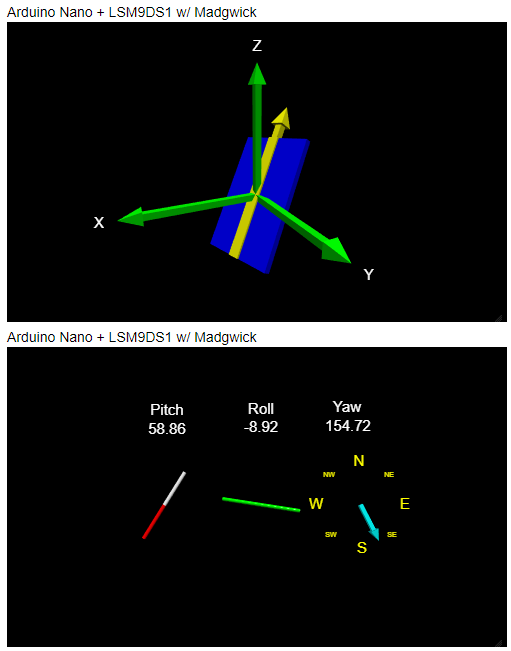 Arduino Nano + LSM9DS1 w/ Madgwick
Z
X
Y
Arduino Nano + LSM9DS1 w/ Madgwick
Pitch Roll Yaw
58.86 -8.92 154.72
N
NW NE
W E
SW SE
S